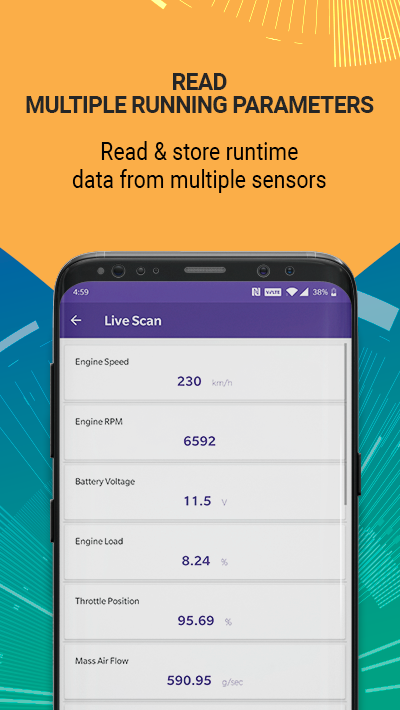 READ
MULTIPLE RUNNING PARAMETERS
Read & store runtime
data from multiple sensors
4:59
38%
Live Scan
Engine Speed
230 km/h
Engine RPM
6592
Battery Voltage
11.5 V
Engine Load
8.24 %
Throttle Position
95.69 %
Mass Air Flow
590.95 g/sec